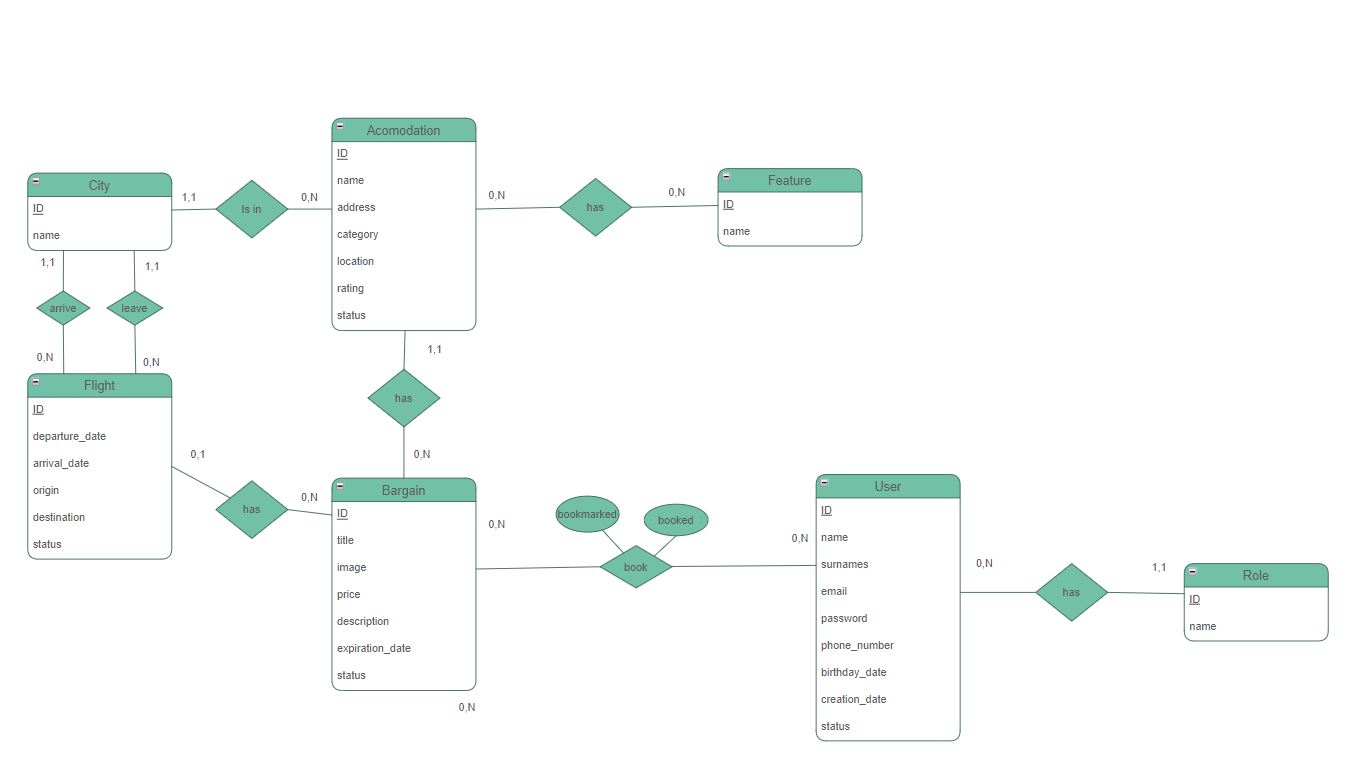 Acomodation
ID
name
address
category
location
rating
status
City
ID
name
1,1
Is in
0,N
0,N
has
0,N
Feature
ID
name
1,1
1,1
arrive
leave
0,N
0,N
1,1
has
0,N
Flight
ID
departure_date
arrival_date
origin
destination
status
0,1
has
0,N
Bargain
ID
title
image
price
description
expiration_date
status
0,N
0,N
bookmarked
booked
book
0,N
User
ID
name
surnames
email
password
phone_number
birthday_date
creation_date
status
0,N
has
1,1
Role
ID
name